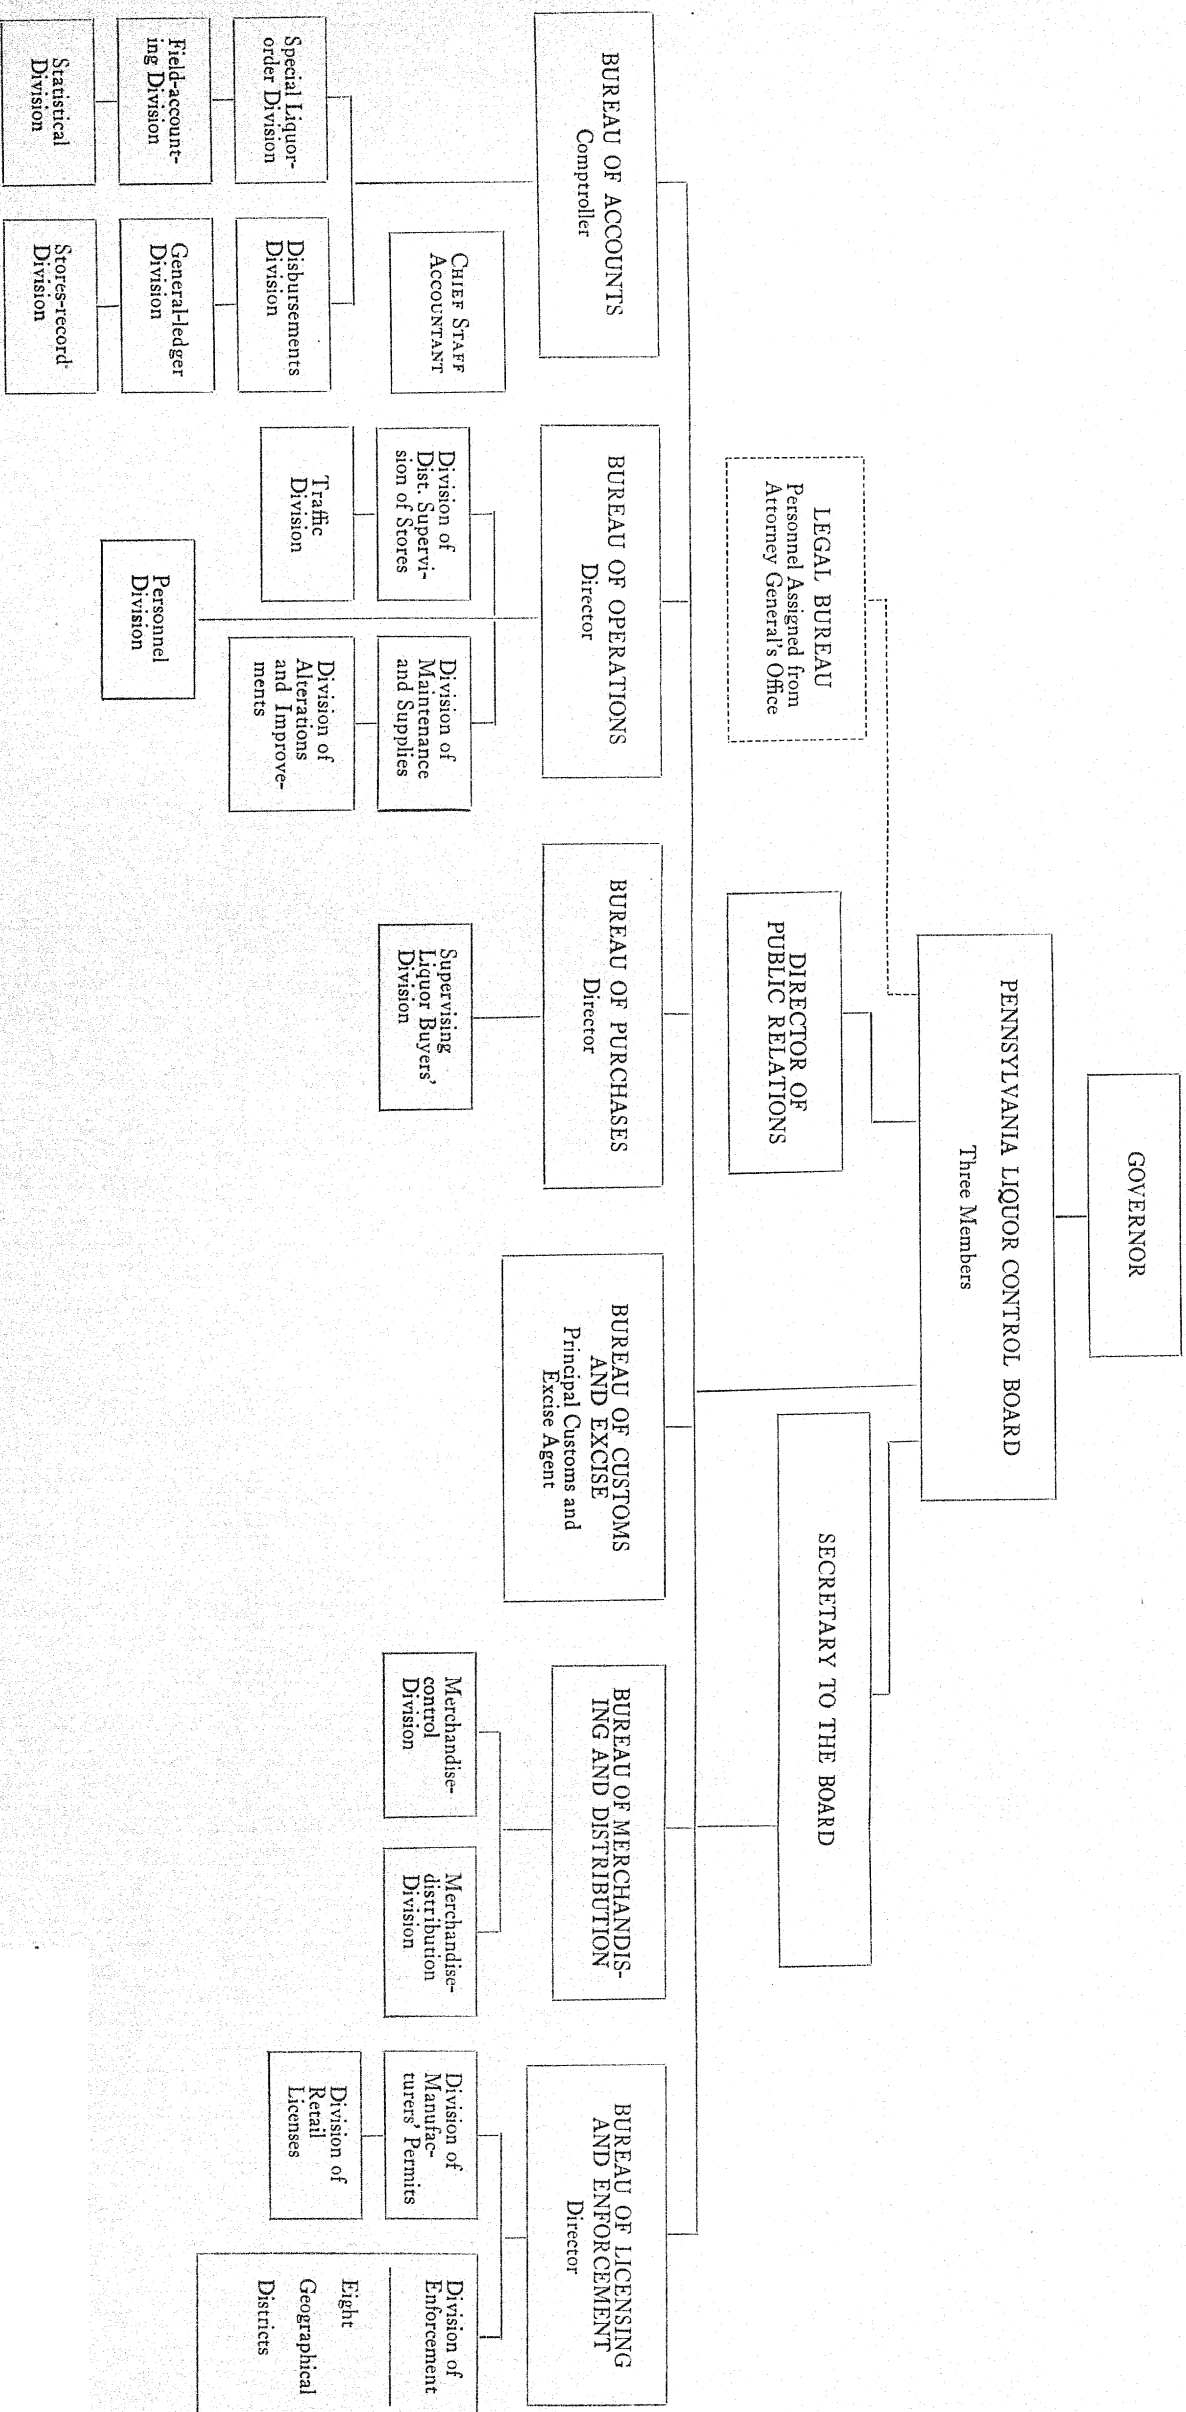 GOVERNOR
PENNSYLVANIA LIQUOR CONTROL BOARD
Three Members
SECRETARY TO THE BOARD
LEGAL BUREAU
Personnel Assigned from
Attorney General's Office
DIRECTOR OF
PUBLIC RELATIONS
BUREAU OF ACCOUNTS
Comptroller
BUREAU OF OPERATIONS
Director
BUREAU OF PURCHASES
Director
BUREAU OF CUSTOMS
AND EXCISE
Principal Customs and
Excise Agent
BUREAU OF MERCHANDIS-
ING AND DISTRIBUTION
BUREAU OF LICENSING
AND ENFORCEMENT
Director
CHIEF STAFF
ACCOUNTANT
Special Liquor-
order Division
Disbursements
Division
Field-account-
ing Division
General-ledger
Division
Statistical
Division
Stores-record
Division
Division of
Dist. Supervi-
sion of Stores
Division of
Maintenance
and Supplies
Traffic
Division
Division of
Alterations
and Improve-
ments
Personnel
Division
Supervising
Liquor Buyers'
Division
Merchandise-
control
Division
Merchandise-
distribution
Division
Division of
Manufac-
turers' Permits
Division of
Retail
Licenses
Division of
Enforcement
Eight
Geographical
Districts